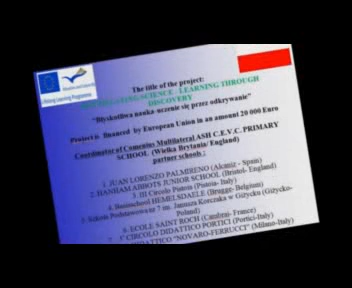 Lifelong Learning Programme
The title of the project:
SCIENCE - LEARNING THROUGH
DISCOVERY
"Błyskotliwa nauka- uczenie się przez odkrywanie"
Project is financed by European Union in an amount 20 000 Euro
Coordinator of Comenius Multilateral ASH C.E.V.C. PRIMARY
SCHOOL (Wielka Brytania/ England)
partner schools :
1. JUAN LORENZO PALMIRENO (Alcaniz - Spain)
2. HANHAM ABBOTS JUNIOR SCHOOL (Bristol- England)
3. III Circolo Pistoia (Pistoia- Italy)
4. Basisschool HEMELSDAELE (Brugge- Belgium)
5. Szkoła Podstawowa nr 7 im. Janusza Korczaka w Giżycku (Giżycko-
Poland)
6. ECOLE SAINT ROCH (Cambrai- France)
7. 3° CIRCOLO DIDATTICO PORTICI (Portici-Italy)
DIDATTICO "NOVARO-FERRUCCI" (Milano-Italy)